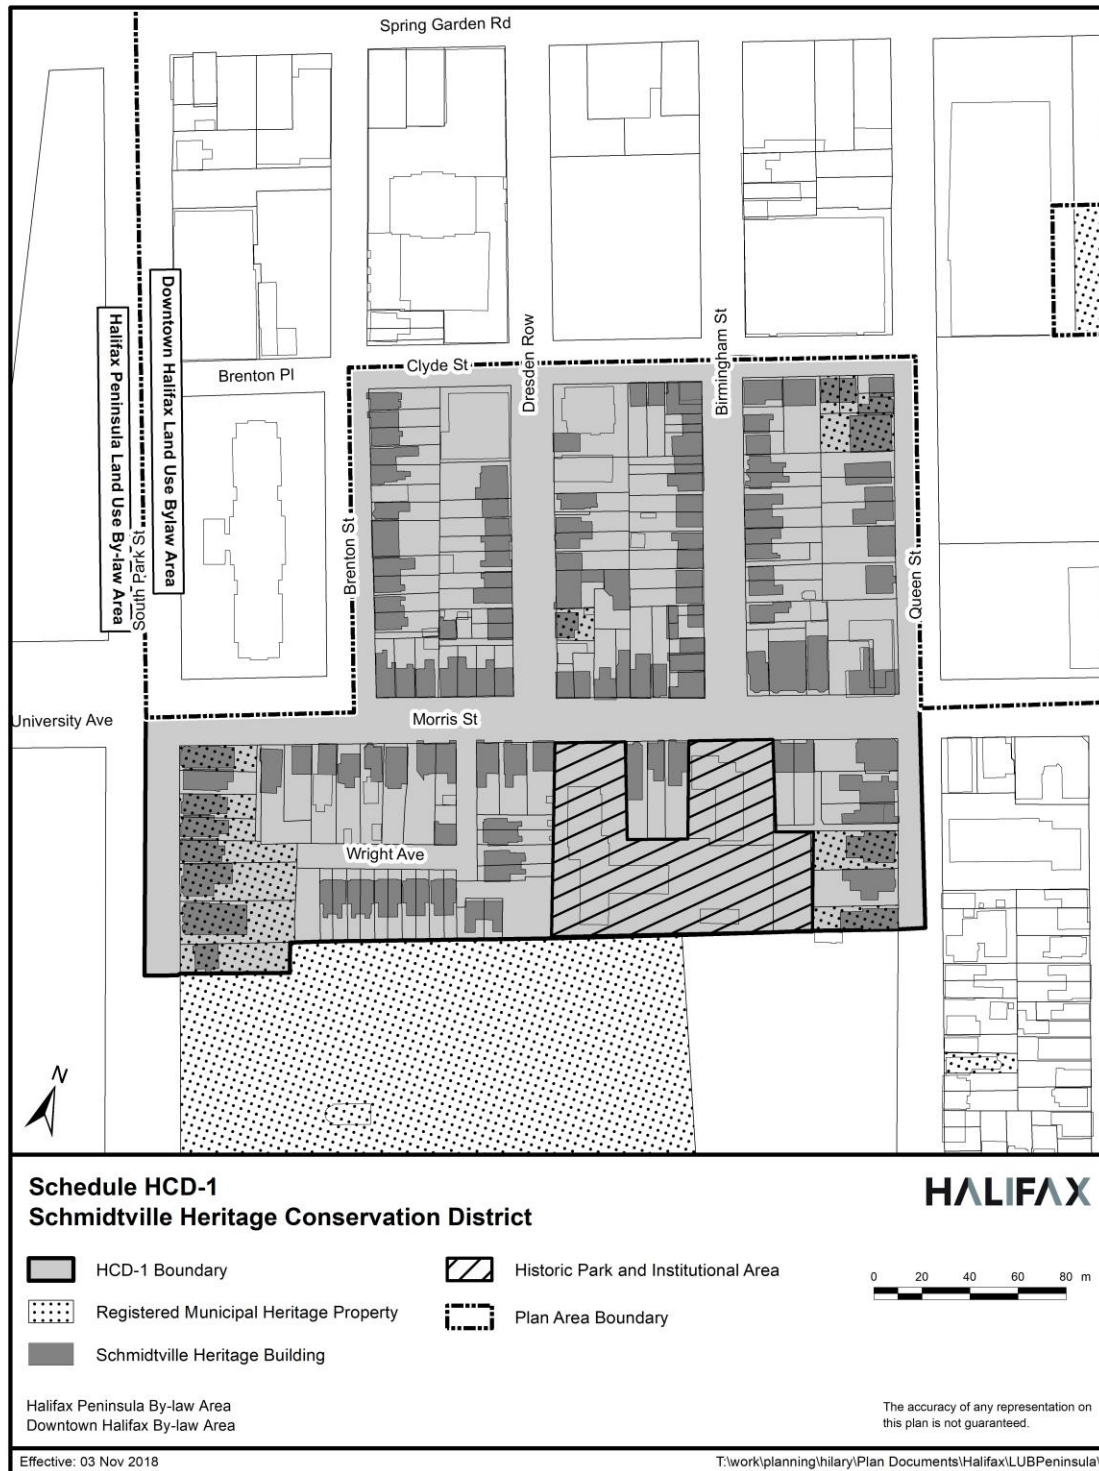 Spring Garden Rd
Downtown Halifax Land Use Bylaw Area
Halifax Peninsula Land Use By-law Area
South Park St
Brenton Pl
Clyde St
Dresden Row
Birmingham St
Brenton St
Queen St
University Ave
Morris St
Wright Ave
N
Schedule HCD-1
Schmidtville Heritage Conservation District
HALIFAX
HCD-1 Boundary
Historic Park and Institutional Area
0 20 40 60 80 m
Registered Municipal Heritage Property
Plan Area Boundary
Schmidtville Heritage Building
Halifax Peninsula By-law Area
Downtown Halifax By-law Area
The accuracy of any representation on
this plan is not guaranteed.
Effective: 03 Nov 2018
T:\work\planning\hilary\Plan Documents\Halifax\LUBPeninsula\